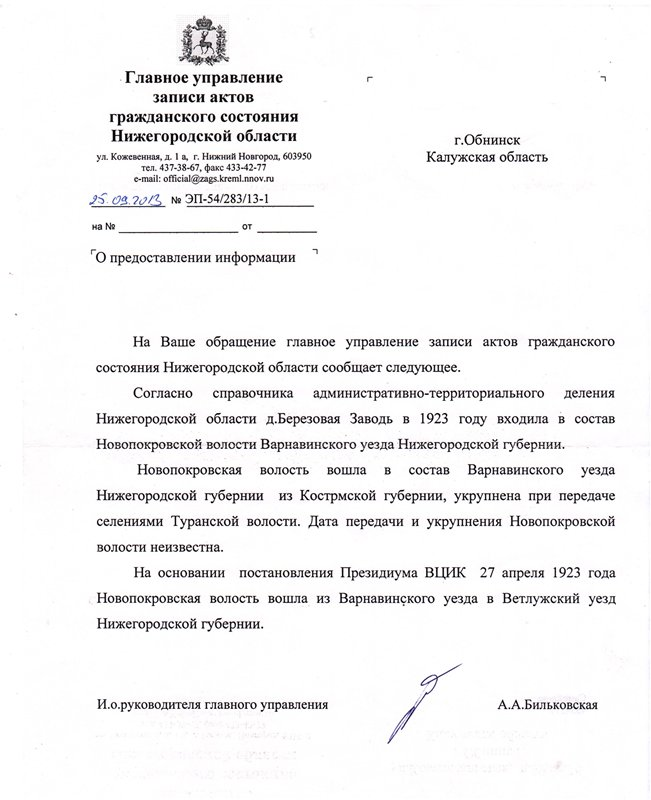 Главное управление
записи актов
гражданского состояния
Нижегородской области
ул. Кожевенная, д. 1 а, г. Нижний Новгород, 603950
тел. 437-38-67, факс 433-42-77
e-mail: official@zags.kreml.nnov.ru
25.09.2013 № ЭП-54/283/13-1
на № от
О предоставлении информации
г.Обнинск
Калужская область
На Ваше обращение главное управление записи актов гражданского
состояния Нижегородской области сообщает следующее.
Согласно справочника административно-территориального деления
Нижегородской области д.Березовая Заводь в 1923 году входила в состав
Новопокровской волости Варнавинского уезда Нижегородской губернии.
Новопокровская волость вошла в состав Варнавинского уезда
Нижегородской губернии из Кострмской губернии, укрупнена при передаче
селениями Туранской волости. Дата передачи и укрупнения Новопокровской
волости неизвестна.
На основании постановления Президиума ВЦИК 27 апреля 1923 года
Новопокровская волость вошла из Варнавинского уезда в Ветлужский уезд
Нижегородской губернии.
И.о.руководителя главного управления А.А.Бильковская